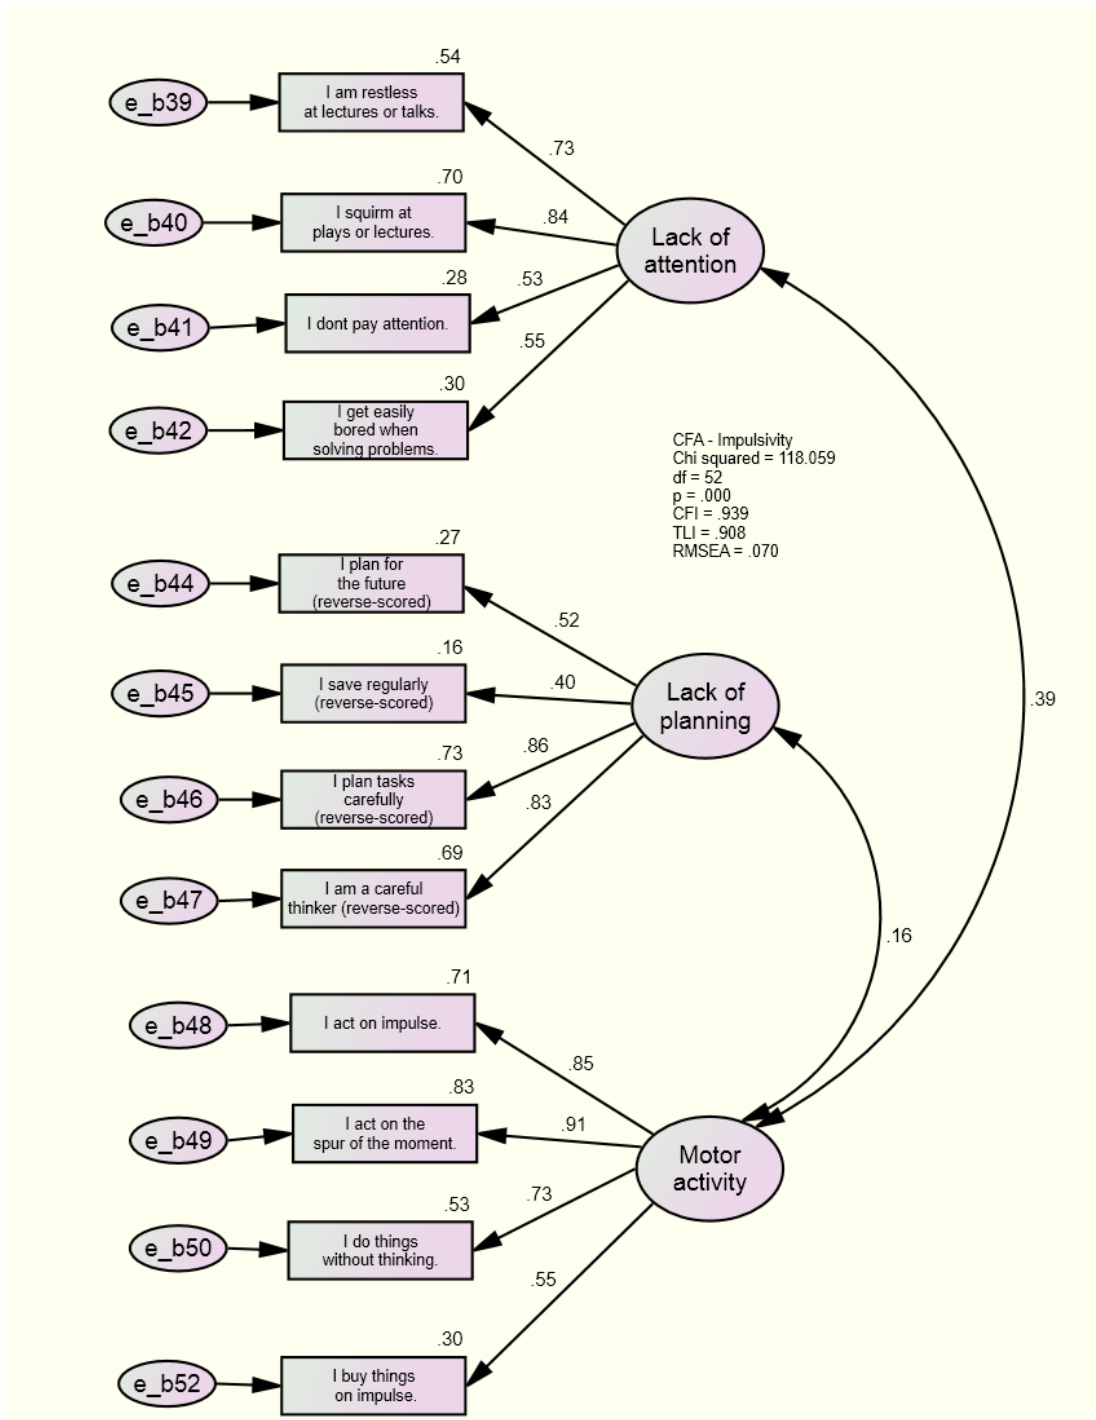 .54
e_b39
I am restless
at lectures or talks.
.73
.70
e_b40
I squirm at
plays or lectures.
.84
Lack of
attention
.28
e_b41
I dont pay attention.
.53
.55
.30
e_b42
I get easily
bored when
solving problems.
CFA - Impulsivity
Chi squared = 118.059
df = 52
p = .000
CFI = .939
TLI = .908
RMSEA = .070
.27
e_b44
I plan for
the future
(reverse-scored)
.52
.16
e_b45
I save regularly
(reverse-scored)
.40
Lack of
planning
.39
.73
e_b46
I plan tasks
carefully
(reverse-scored)
.86
.83
.69
e_b47
I am a careful
thinker (reverse-scored)
.16
.71
e_b48
I act on impulse.
.85
.83
e_b49
I act on the
spur of the moment.
.91
Motor
activity
.53
e_b50
I do things
without thinking.
.73
.55
.30
e_b52
I buy things
on impulse.